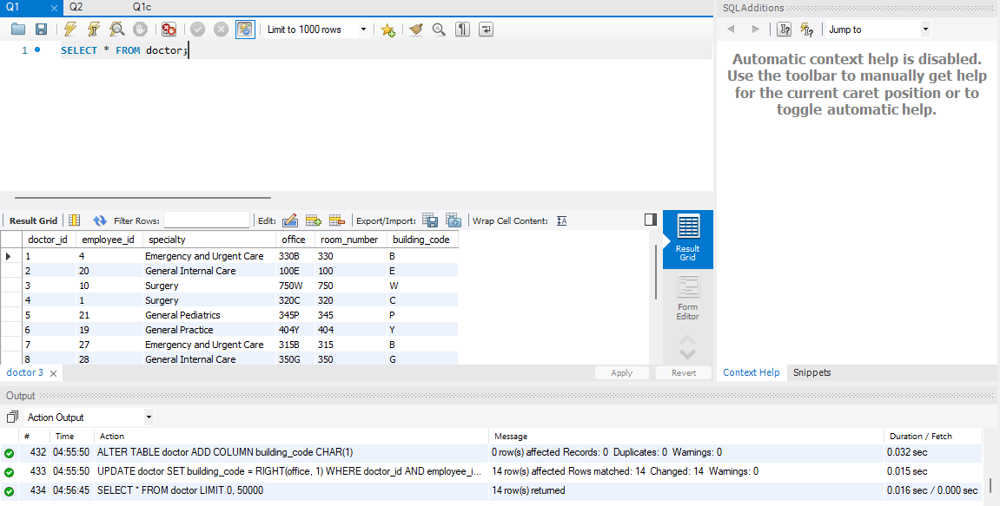 Q1 Q2 Q1c
SQLAdditions
Limit to 1000 rows
Jump to
1 SELECT * FROM doctor;
Automatic context help is disabled.
Use the toolbar to manually get help
for the current caret position or to
toggle automatic help.
Result Grid Filter Rows: Edit: Export/Import: Wrap Cell Content:
doctor_id employee_id specialty office room_number building_code
1 4 Emergency and Urgent Care 330B 330 B
2 20 General Internal Care 100E 100 E
3 10 Surgery 750W 750 W
4 1 Surgery 320C 320 C
5 21 General Pediatrics 345P 345 P
6 19 General Practice 404Y 404 Y
7 27 Emergency and Urgent Care 315B 315 B
8 28 General Internal Care 350G 350 G
Result
Grid
Form
Editor
doctor 3 Apply Revert
Context Help Snippets
Output
Action Output
# Time Action Message Duration / Fetch
432 04:55:50 ALTER TABLE doctor ADD COLUMN building_code CHAR(1) 0 row(s) affected Records: 0 Duplicates: 0 Warnings: 0 0.032 sec
433 04:55:50 UPDATE doctor SET building_code = RIGHT(office, 1) WHERE doctor_id AND employee_i... 14 row(s) affected Rows matched: 14 Changed: 14 Warnings: 0 0.015 sec
434 04:56:45 SELECT * FROM doctor LIMIT 0, 50000 14 row(s) returned 0.016 sec / 0.000 sec